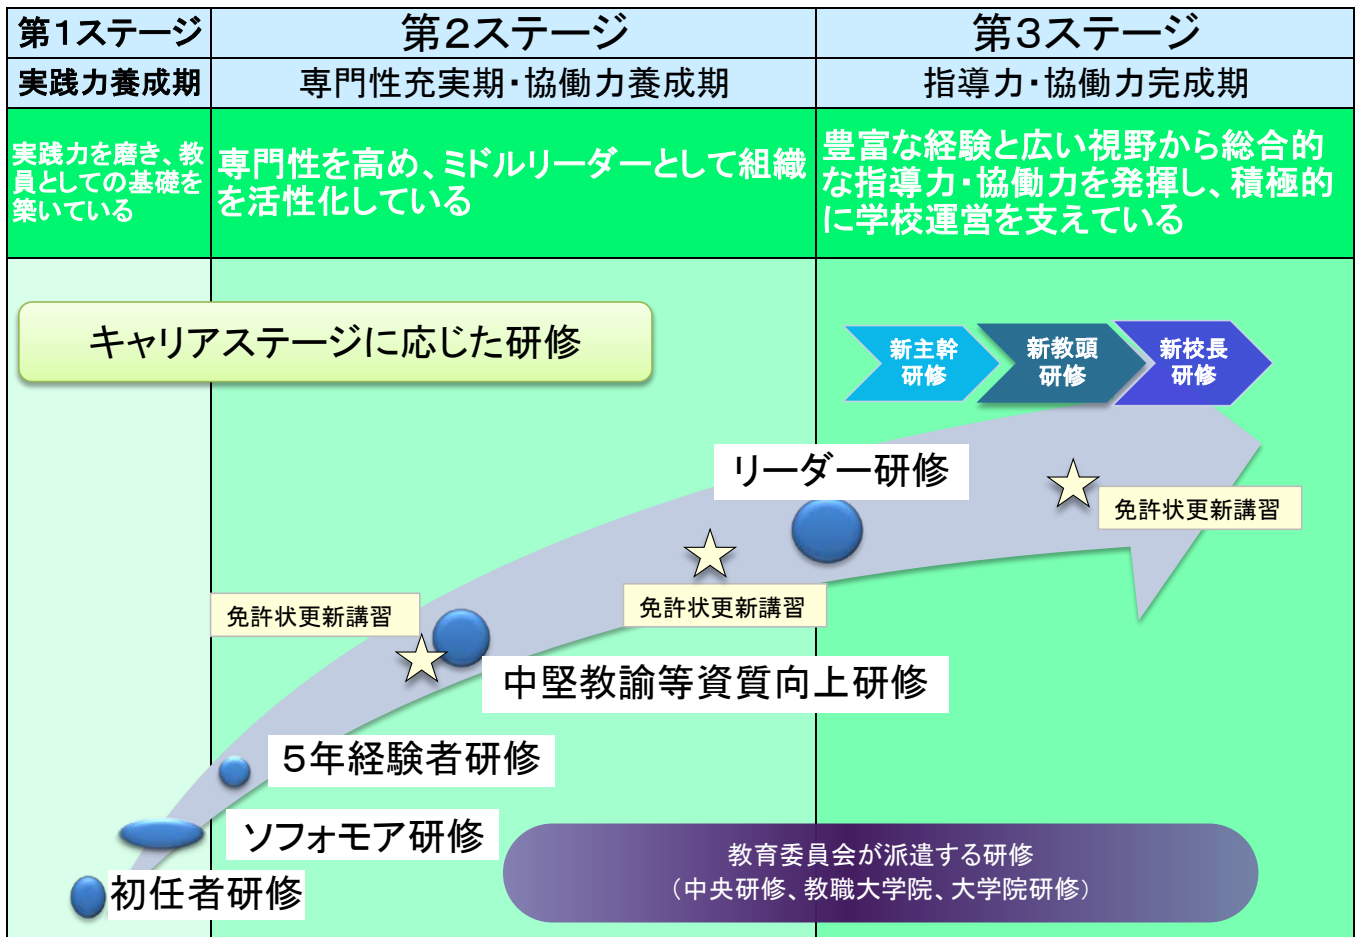 第１ステージ
第２ステージ
第３ステージ
実践力養成期
専門性充実期・協働力養成期
指導力・協働力完成期
実践力を磨き、教
員としての基礎を
築いている
専門性を高め、ミドルリーダーとして組織
を活性化している
豊富な経験と広い視野から総合的
な指導力・協働力を発揮し、積極的
に学校運営を支えている
キャリアステージに応じた研修
新主幹
研修
新教頭
研修
新校長
研修
リーダー研修
免許状更新講習
免許状更新講習
免許状更新講習
中堅教諭等資質向上研修
５年経験者研修
ソフォモア研修
初任者研修
教育委員会が派遣する研修
（中央研修、教職大学院、大学院研修）